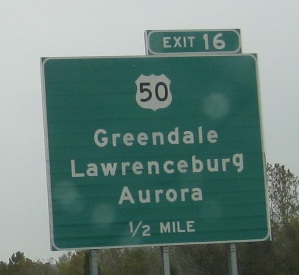 EXIT 16
50
Greendale
Lawrenceburg
Aurora
1/2 MILE